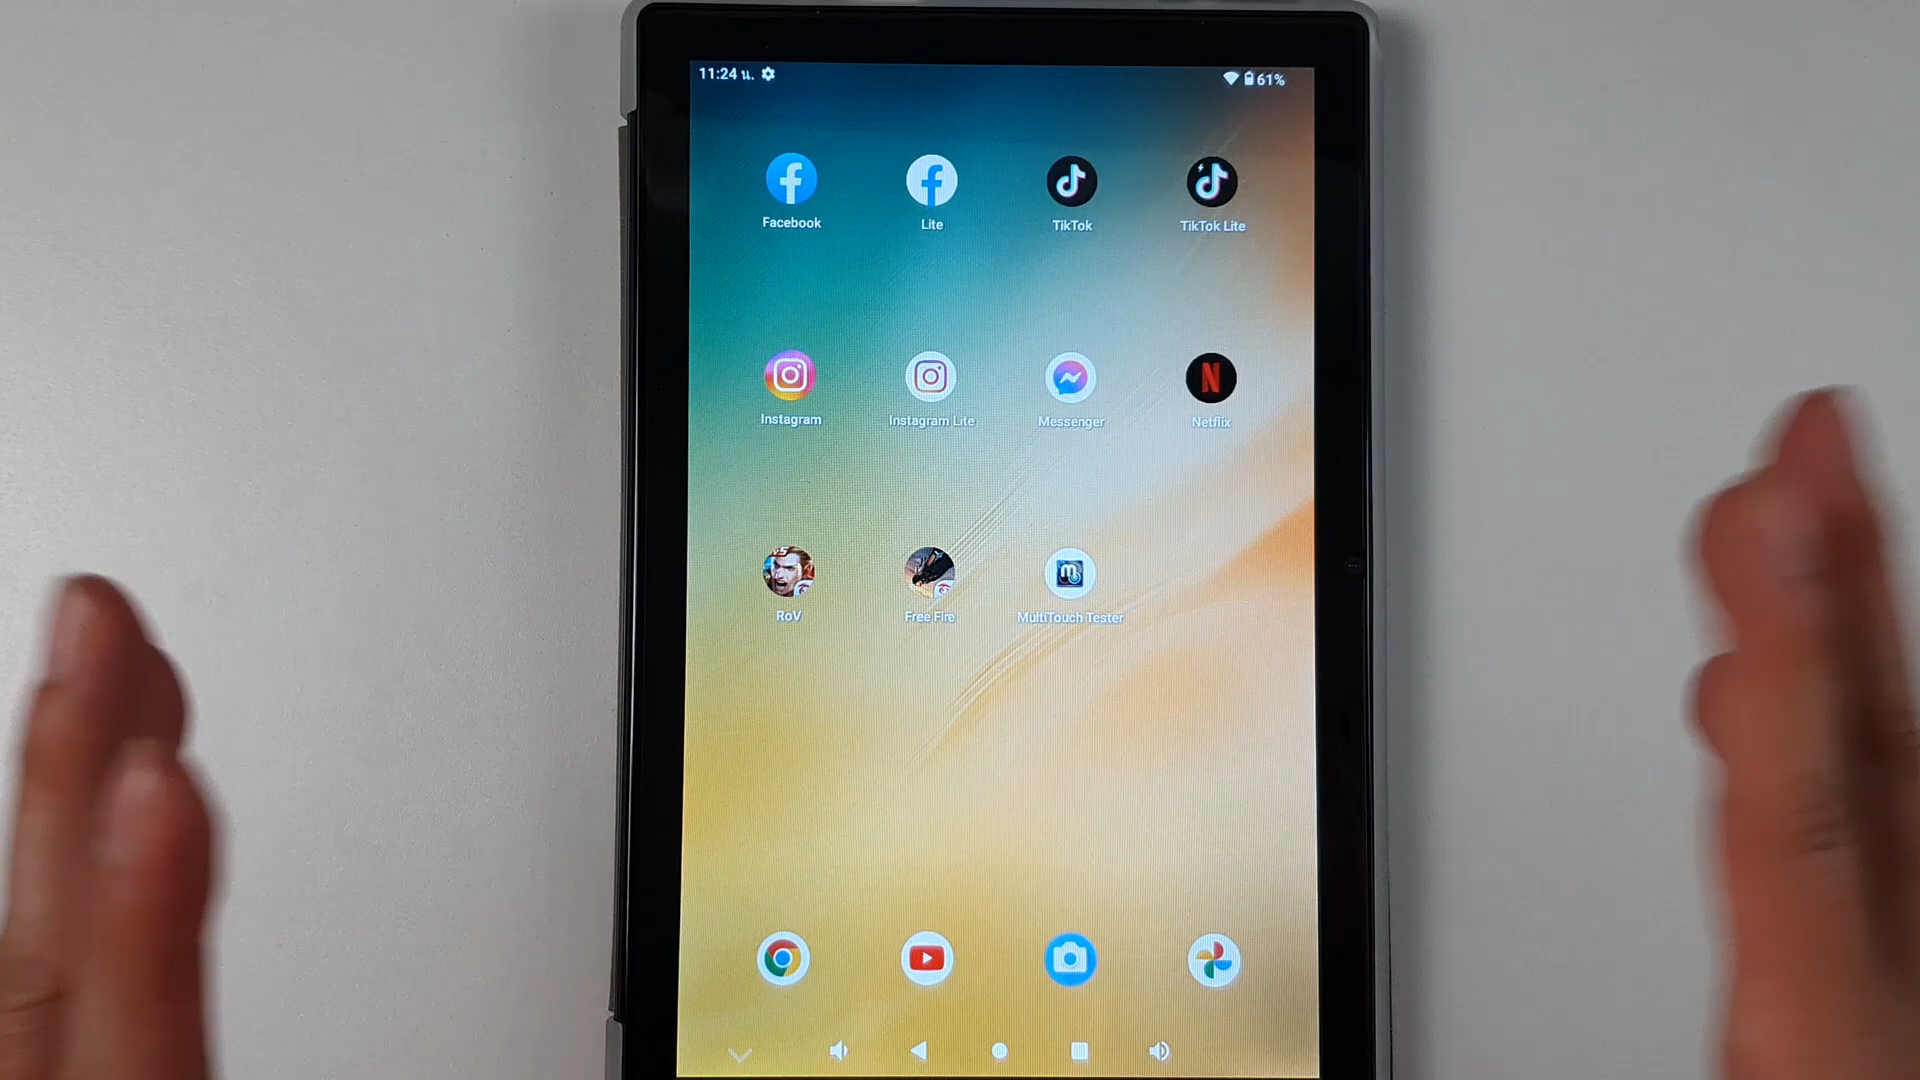 11:24 น.
61%
Facebook
Lite
TikTok
TikTok Lite
Instagram
Instagram Lite
Messenger
Netflix
RoV
Free Fire
MultiTouch Tester